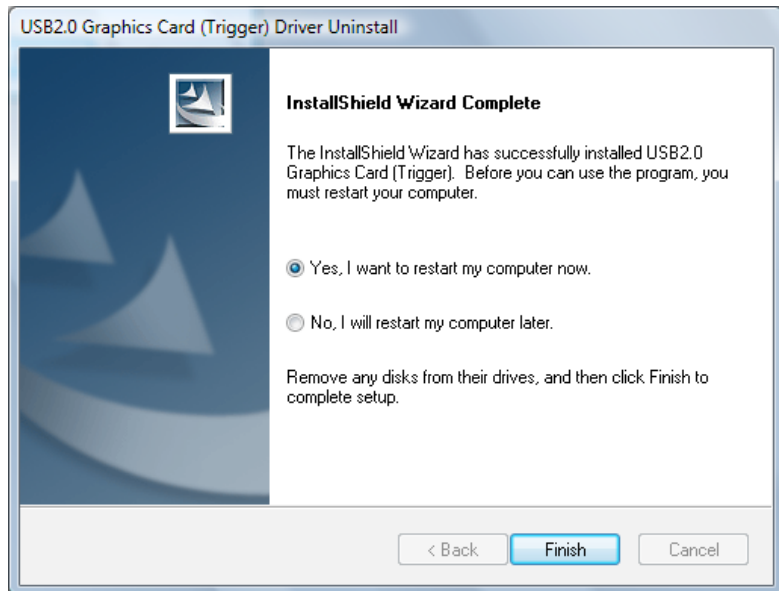 USB2.0 Graphics Card (Trigger) Driver Uninstall
InstallShield Wizard Complete
The InstallShield Wizard has successfully installed USB2.0
Graphics Card (Trigger). Before you can use the program, you
must restart your computer.
Yes, I want to restart my computer now.
No, I will restart my computer later.
Remove any disks from their drives, and then click Finish to
complete setup.
< Back
Finish
Cancel